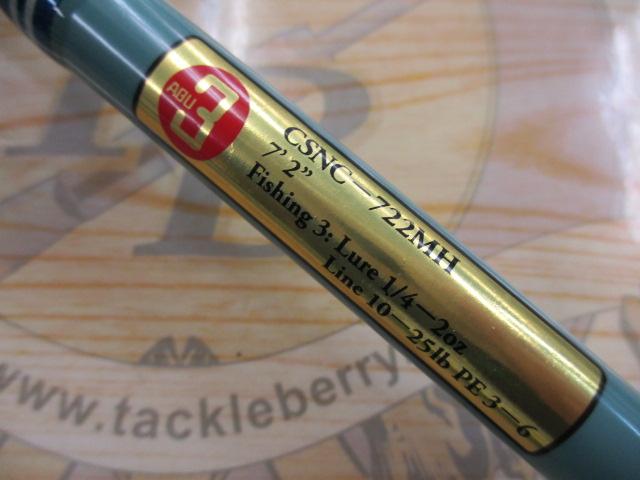 ABU
3
CSNC-722MH
7' 2"
Fishing 3: Lure 1/4-2oz
Line 10-25lb PE 3-6
www.tackleberry